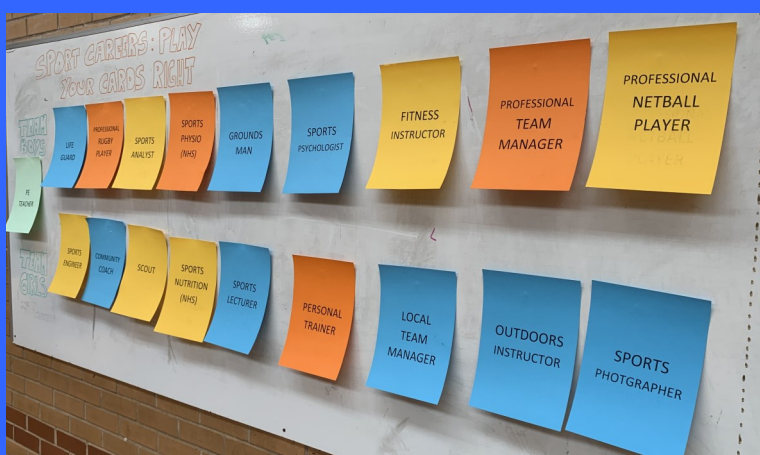 SPORT CAREERS: PLAY
YOUR CARDS RIGHT
TEAM
BOYS
PE
TEACHER
LIFE
GUARD
PROFESSIONAL
RUGBY
PLAYER
SPORTS
ANALYST
SPORTS
PHYSIO
(NHS)
GROUNDS
MAN
SPORTS
PSYCHOLOGIST
FITNESS
INSTRUCTOR
PROFESSIONAL
TEAM
MANAGER
PROFESSIONAL
NETBALL
PLAYER
TEAM
GIRLS
SPORTS
ENGINEER
COMMUNITY
COACH
SCOUT
SPORTS
NUTRITION
(NHS)
SPORTS
LECTURER
PERSONAL
TRAINER
LOCAL
TEAM
MANAGER
OUTDOORS
INSTRUCTOR
SPORTS
PHOTGRAPHER